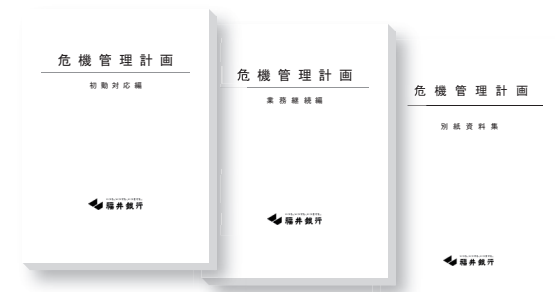 危機管理計画
初動対応編
福井銀行
危機管理計画
業務継続編
福井銀行
危機管理計画
別紙資料集
福井銀行